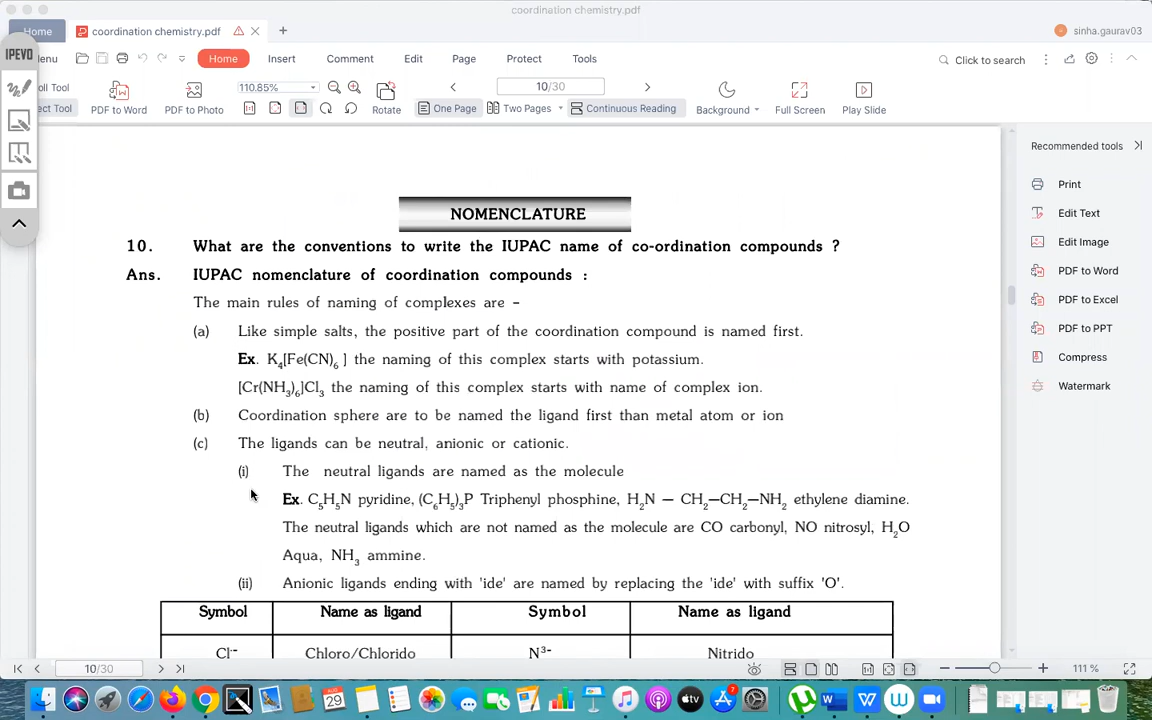 coordination chemistry.pdf
Home
coordination chemistry.pdf
sinha.gaurav03
IPEVO
enu
Home
Insert
Comment
Edit
Page
Protect
Tools
Click to search
oll Tool
ect Tool
PDF to Word
PDF to Photo
110.85%
Rotate
10/30
One Page
Two Pages
Continuous Reading
Background
Full Screen
Play Slide
Recommended tools
Print
Edit Text
Edit Image
PDF to Word
PDF to Excel
PDF to PPT
Compress
Watermark
NOMENCLATURE
10. What are the conventions to write the IUPAC name of co-ordination compounds ?
Ans. IUPAC nomenclature of coordination compounds :
The main rules of naming of complexes are –
(a) Like simple salts, the positive part of the coordination compound is named first.
Ex. K₄[Fe(CN)₆ ] the naming of this complex starts with potassium.
[Cr(NH₃)₆]Cl₃ the naming of this complex starts with name of complex ion.
(b) Coordination sphere are to be named the ligand first than metal atom or ion
(c) The ligands can be neutral, anionic or cationic.
(i) The neutral ligands are named as the molecule
Ex. C₅H₅N pyridine, (C₆H₅)₃P Triphenyl phosphine, H₂N – CH₂–CH₂–NH₂ ethylene diamine.
The neutral ligands which are not named as the molecule are CO carbonyl, NO nitrosyl, H₂O
Aqua, NH₃ ammine.
(ii) Anionic ligands ending with 'ide' are named by replacing the 'ide' with suffix 'O'.
Symbol Name as ligand Symbol Name as ligand
Cl⁻ Chloro/Chlorido N³⁻ Nitrido
10/30
111 %
AUG
29
7